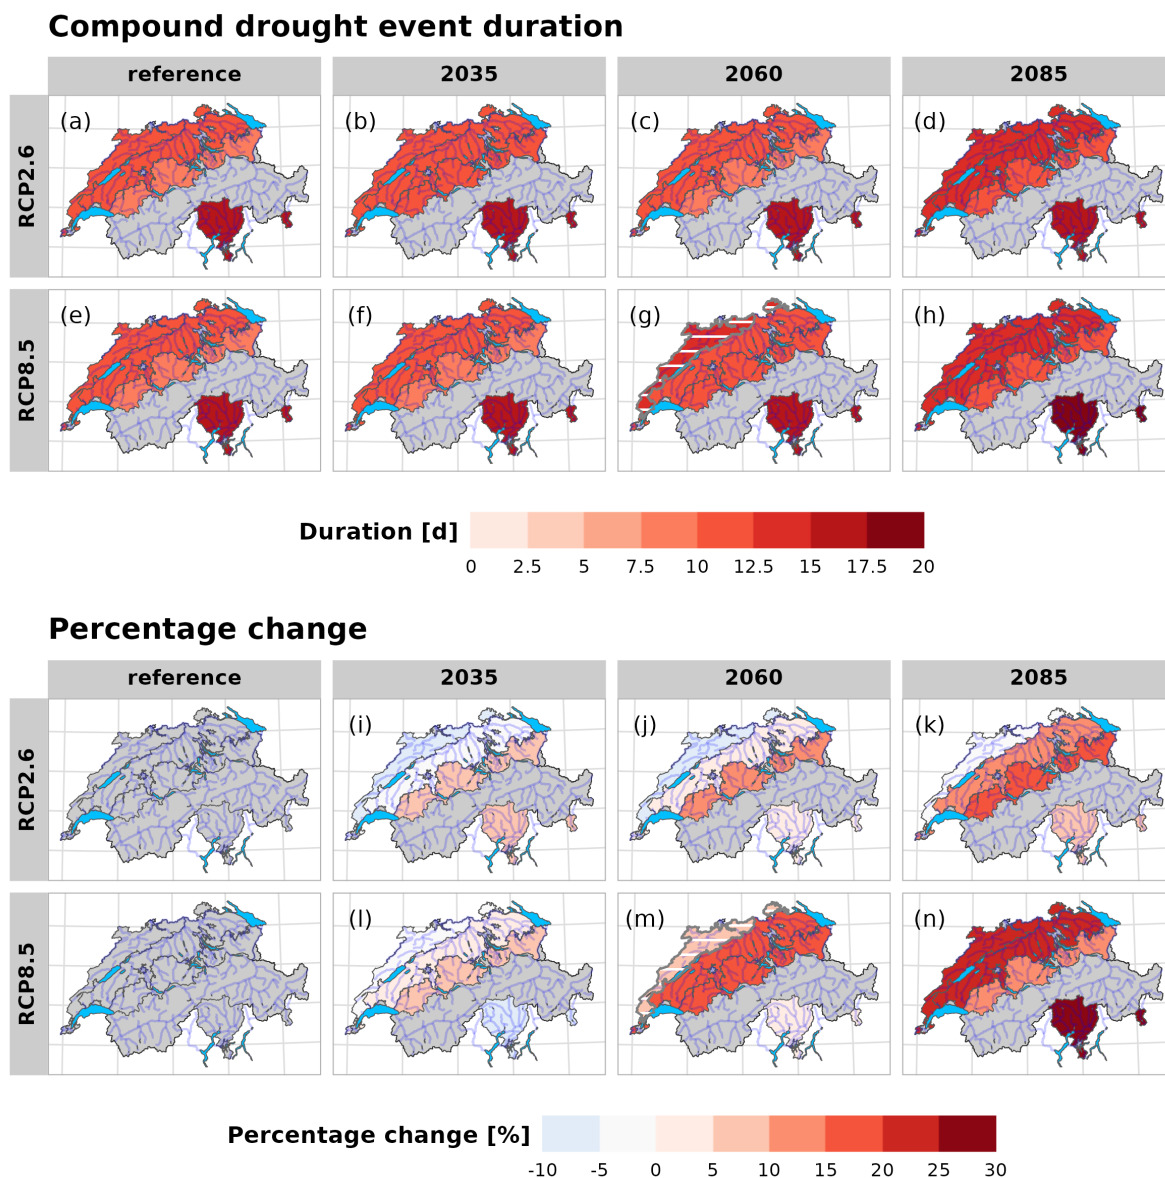 Compound drought event duration
reference 2035 2060 2085
RCP2.6
(a) (b) (c) (d)
RCP8.5
(e) (f) (g) (h)
Duration [d]
0 2.5 5 7.5 10 12.5 15 17.5 20
Percentage change
reference 2035 2060 2085
RCP2.6
(i) (j) (k)
RCP8.5
(l) (m) (n)
Percentage change [%]
-10 -5 0 5 10 15 20 25 30